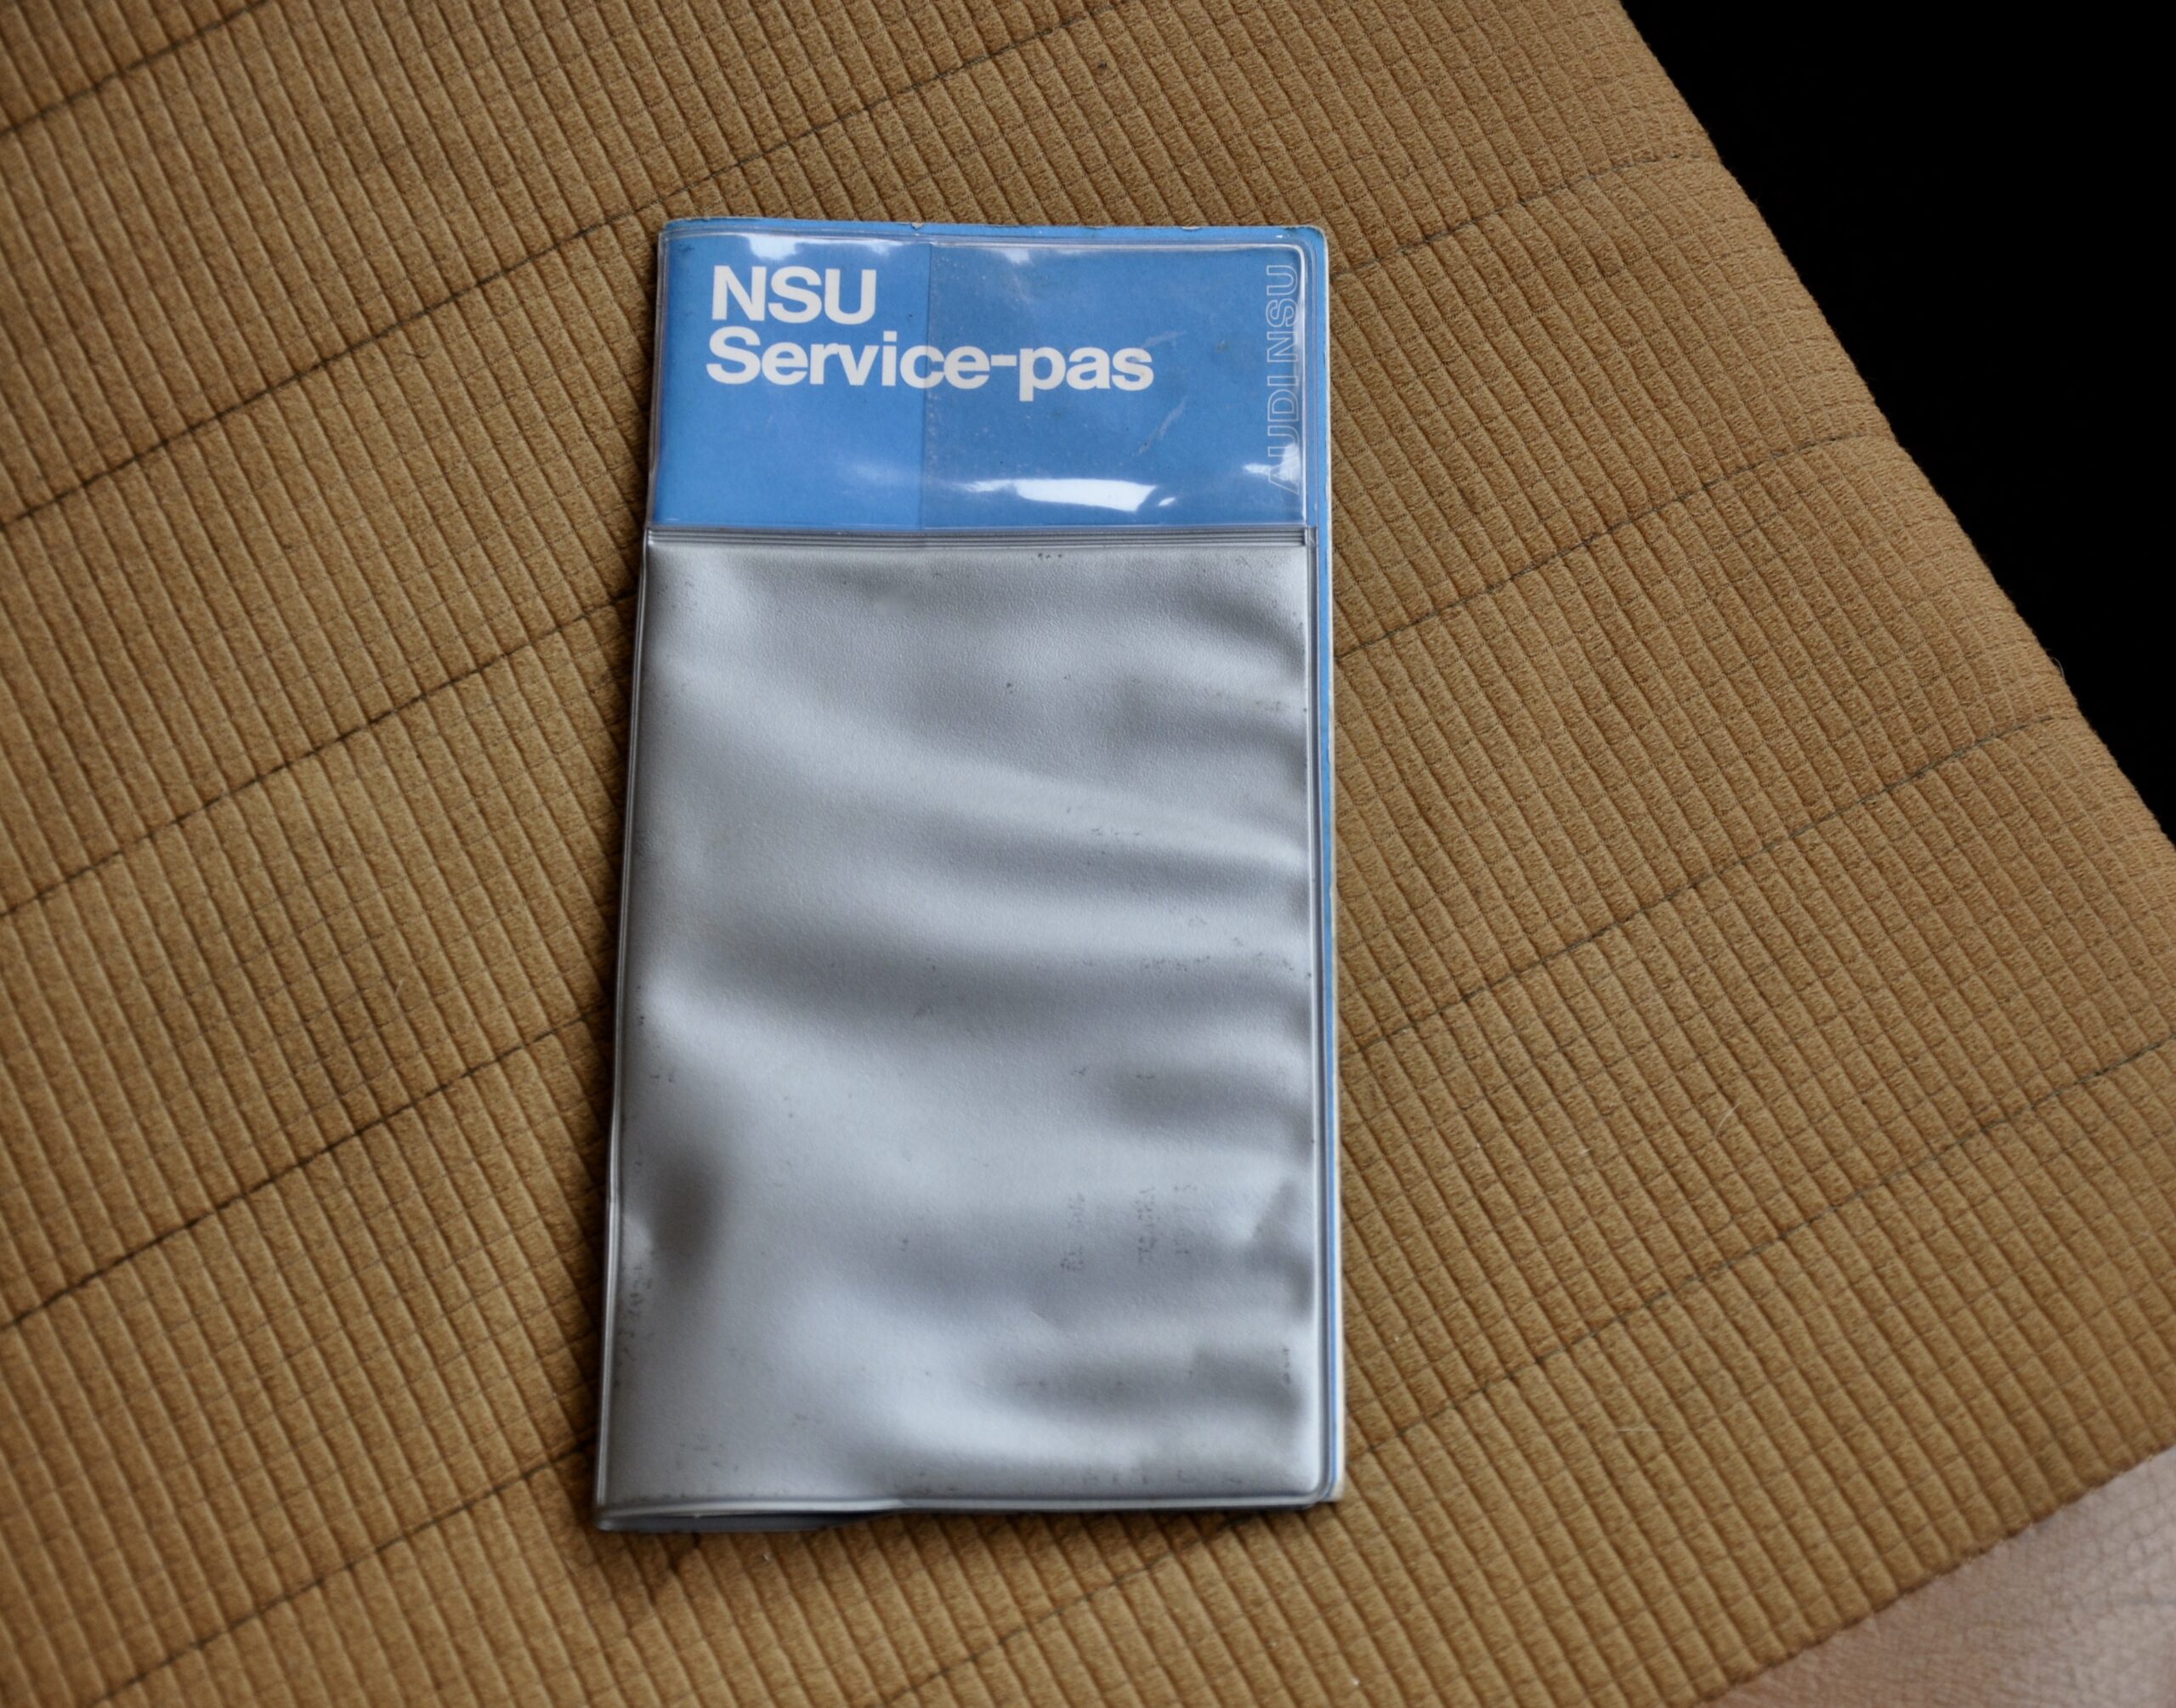 NSU
Service-pas
AUDI NSU